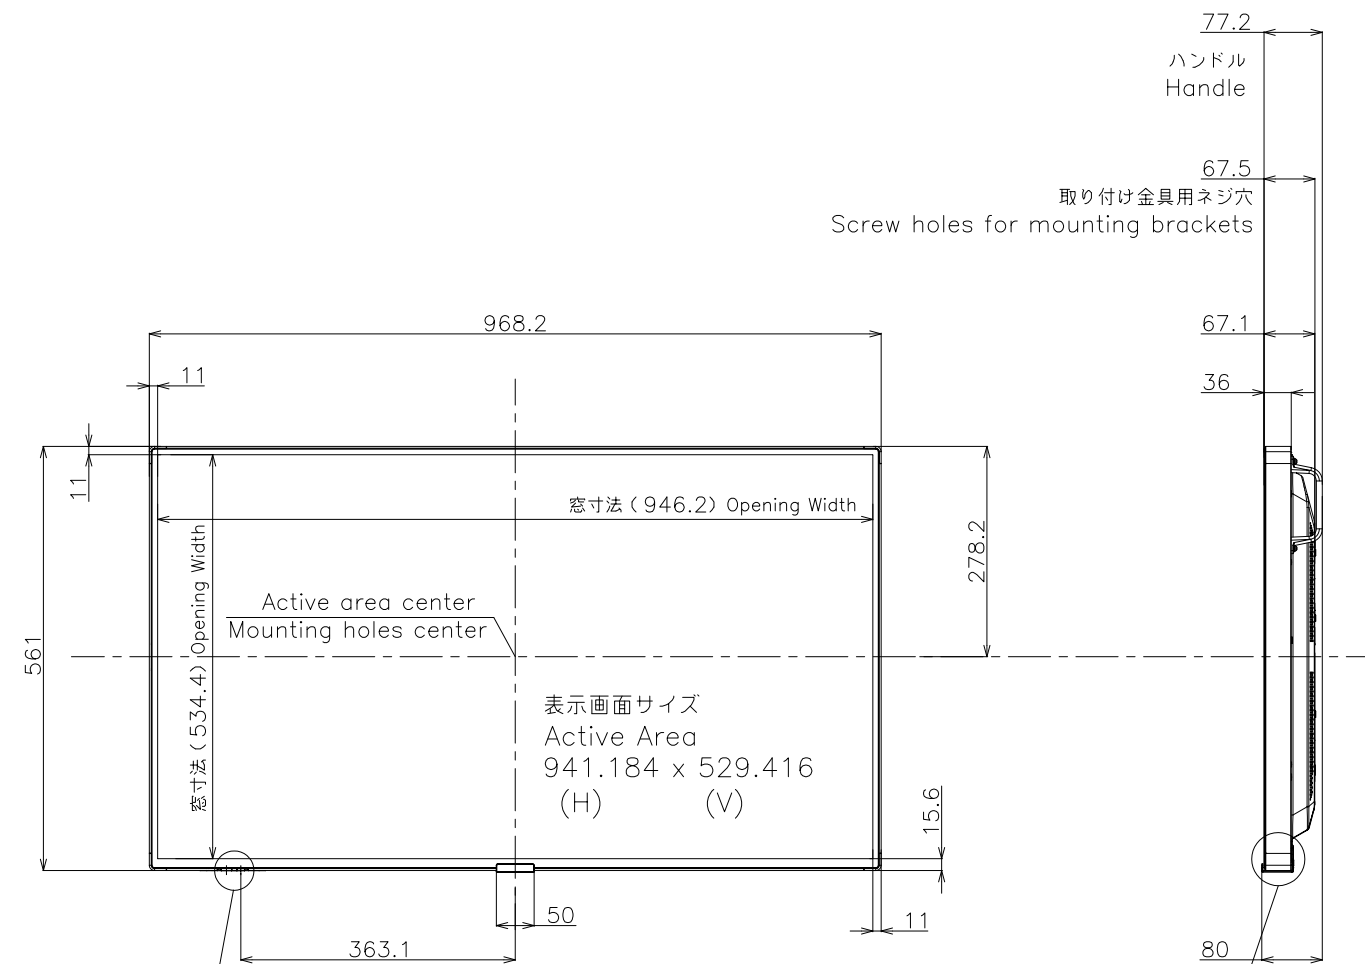 77.2
ハンドル
Handle
67.5
取り付け金具用ネジ穴
Screw holes for mounting brackets
968.2
67.1
11
36
11
窓寸法(946.2) Opening Width
278.2
窓寸法(534.4) Opening Width
Active area center
Mounting holes center
561
表示画面サイズ
Active Area
941.184 x 529.416
(H) (V)
15.6
50
11
363.1
80